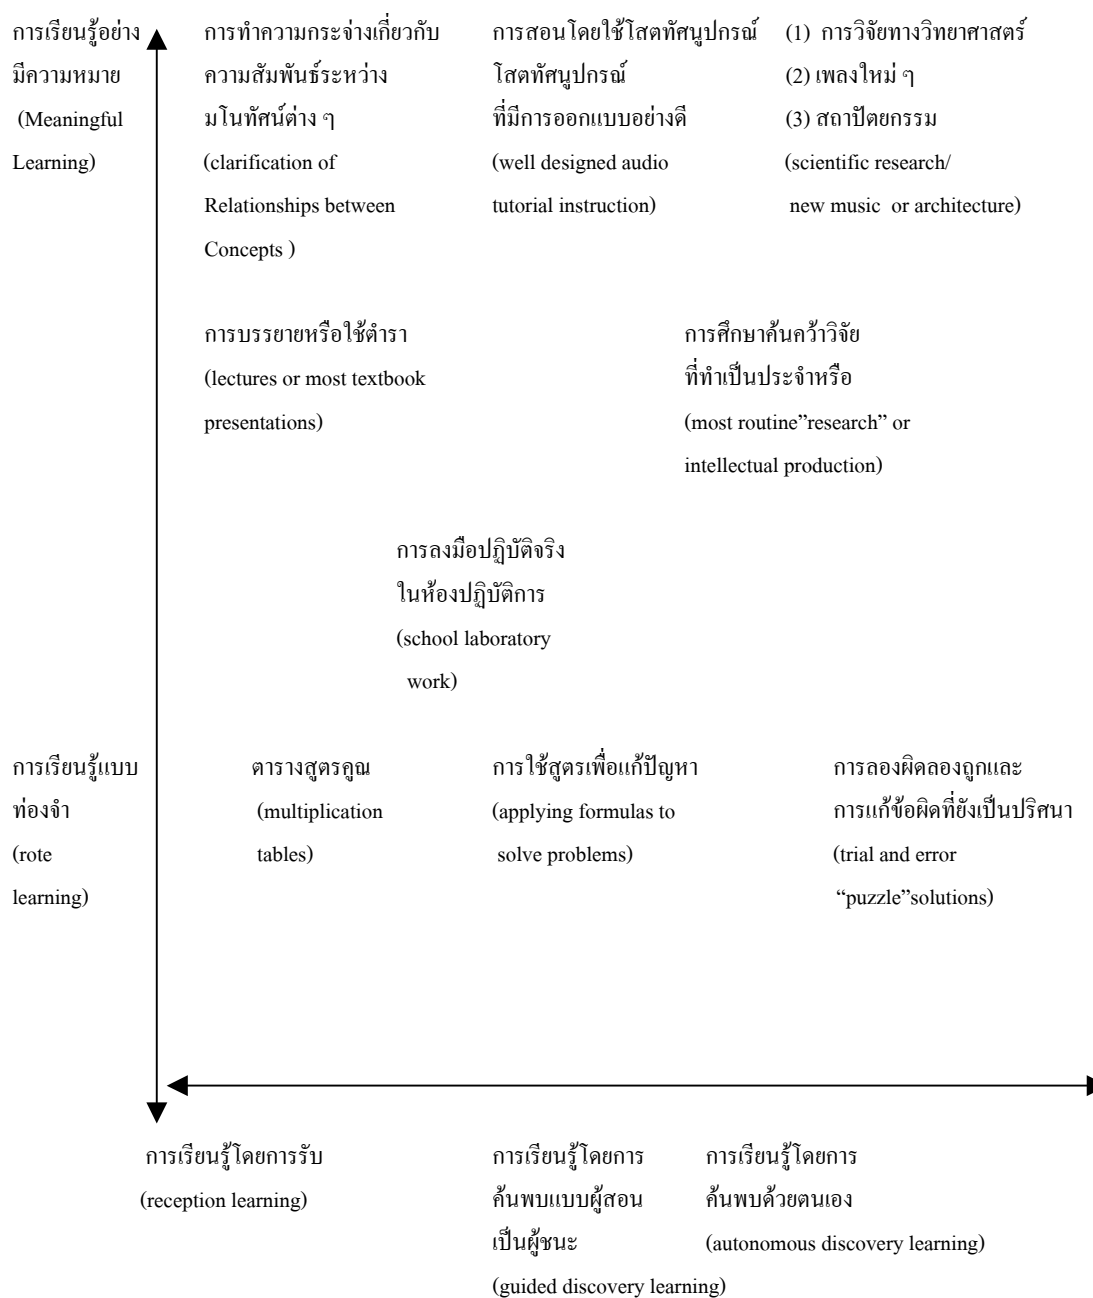 การเรียนรู้อย่าง
มีความหมาย
(Meaningful
Learning)
การทำความกระจ่างเกี่ยวกับ
ความสัมพันธ์ระหว่าง
มโนทัศน์ต่าง ๆ
(clarification of
Relationships between
Concepts )
การสอนโดยใช้โสตทัศนูปกรณ์
โสตทัศนูปกรณ์
ที่มีการออกแบบอย่างดี
(well designed audio
tutorial instruction)
(1) การวิจัยทางวิทยาศาสตร์
(2) เพลงใหม่ ๆ
(3) สถาปัตยกรรม
(scientific research/
new music or architecture)
การบรรยายหรือใช้ตำรา
(lectures or most textbook
presentations)
การศึกษาค้นคว้าวิจัย
ที่ทำเป็นประจำหรือ
(most routine”research” or
intellectual production)
การลงมือปฏิบัติจริง
ในห้องปฏิบัติการ
(school laboratory
work)
การเรียนรู้แบบ
ท่องจำ
(rote
learning)
ตารางสูตรคูณ
(multiplication
tables)
การใช้สูตรเพื่อแก้ปัญหา
(applying formulas to
solve problems)
การลองผิดลองถูกและ
การแก้ข้อผิดที่ยังเป็นปริศนา
(trial and error
“puzzle”solutions)
การเรียนรู้โดยการรับ
(reception learning)
การเรียนรู้โดยการ
ค้นพบแบบผู้สอน
เป็นผู้ชนะ
(guided discovery learning)
การเรียนรู้โดยการ
ค้นพบด้วยตนเอง
(autonomous discovery learning)